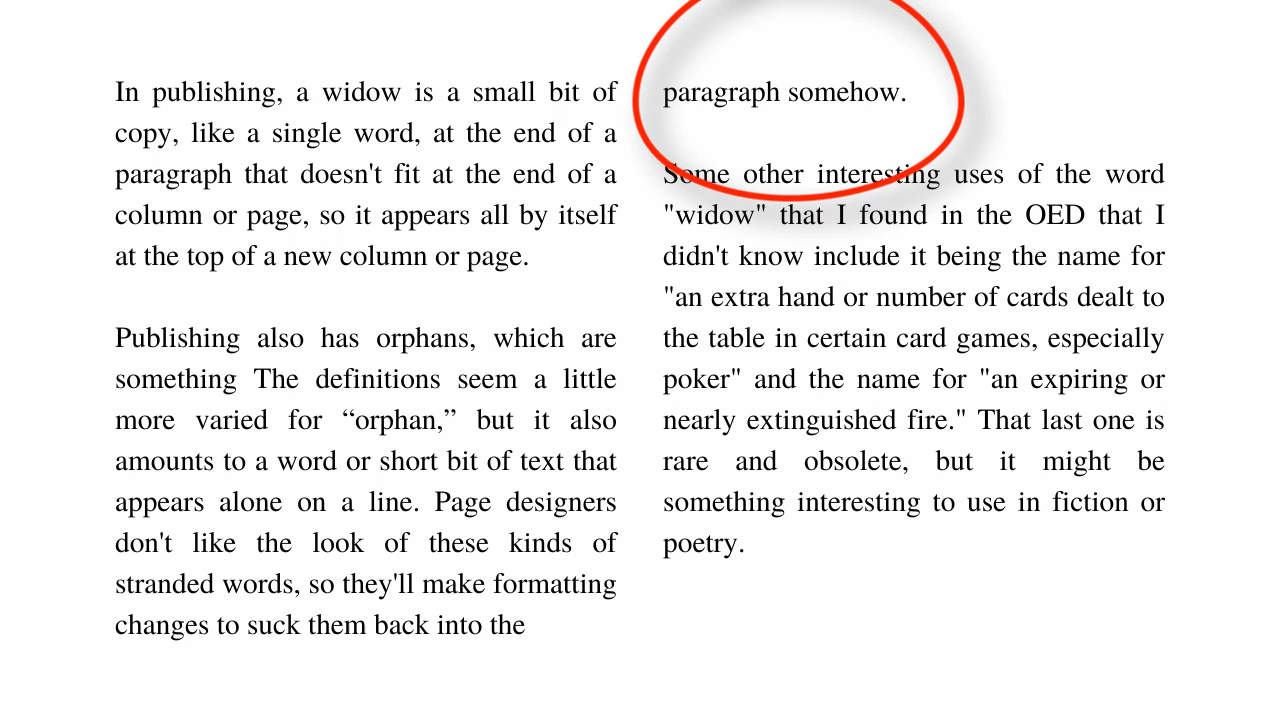 In publishing, a widow is a small bit of
copy, like a single word, at the end of a
paragraph that doesn't fit at the end of a
column or page, so it appears all by itself
at the top of a new column or page.
Publishing also has orphans, which are
something The definitions seem a little
more varied for “orphan,” but it also
amounts to a word or short bit of text that
appears alone on a line. Page designers
don't like the look of these kinds of
stranded words, so they'll make formatting
changes to suck them back into the
paragraph somehow.
Some other interesting uses of the word
"widow" that I found in the OED that I
didn't know include it being the name for
"an extra hand or number of cards dealt to
the table in certain card games, especially
poker" and the name for "an expiring or
nearly extinguished fire." That last one is
rare and obsolete, but it might be
something interesting to use in fiction or
poetry.